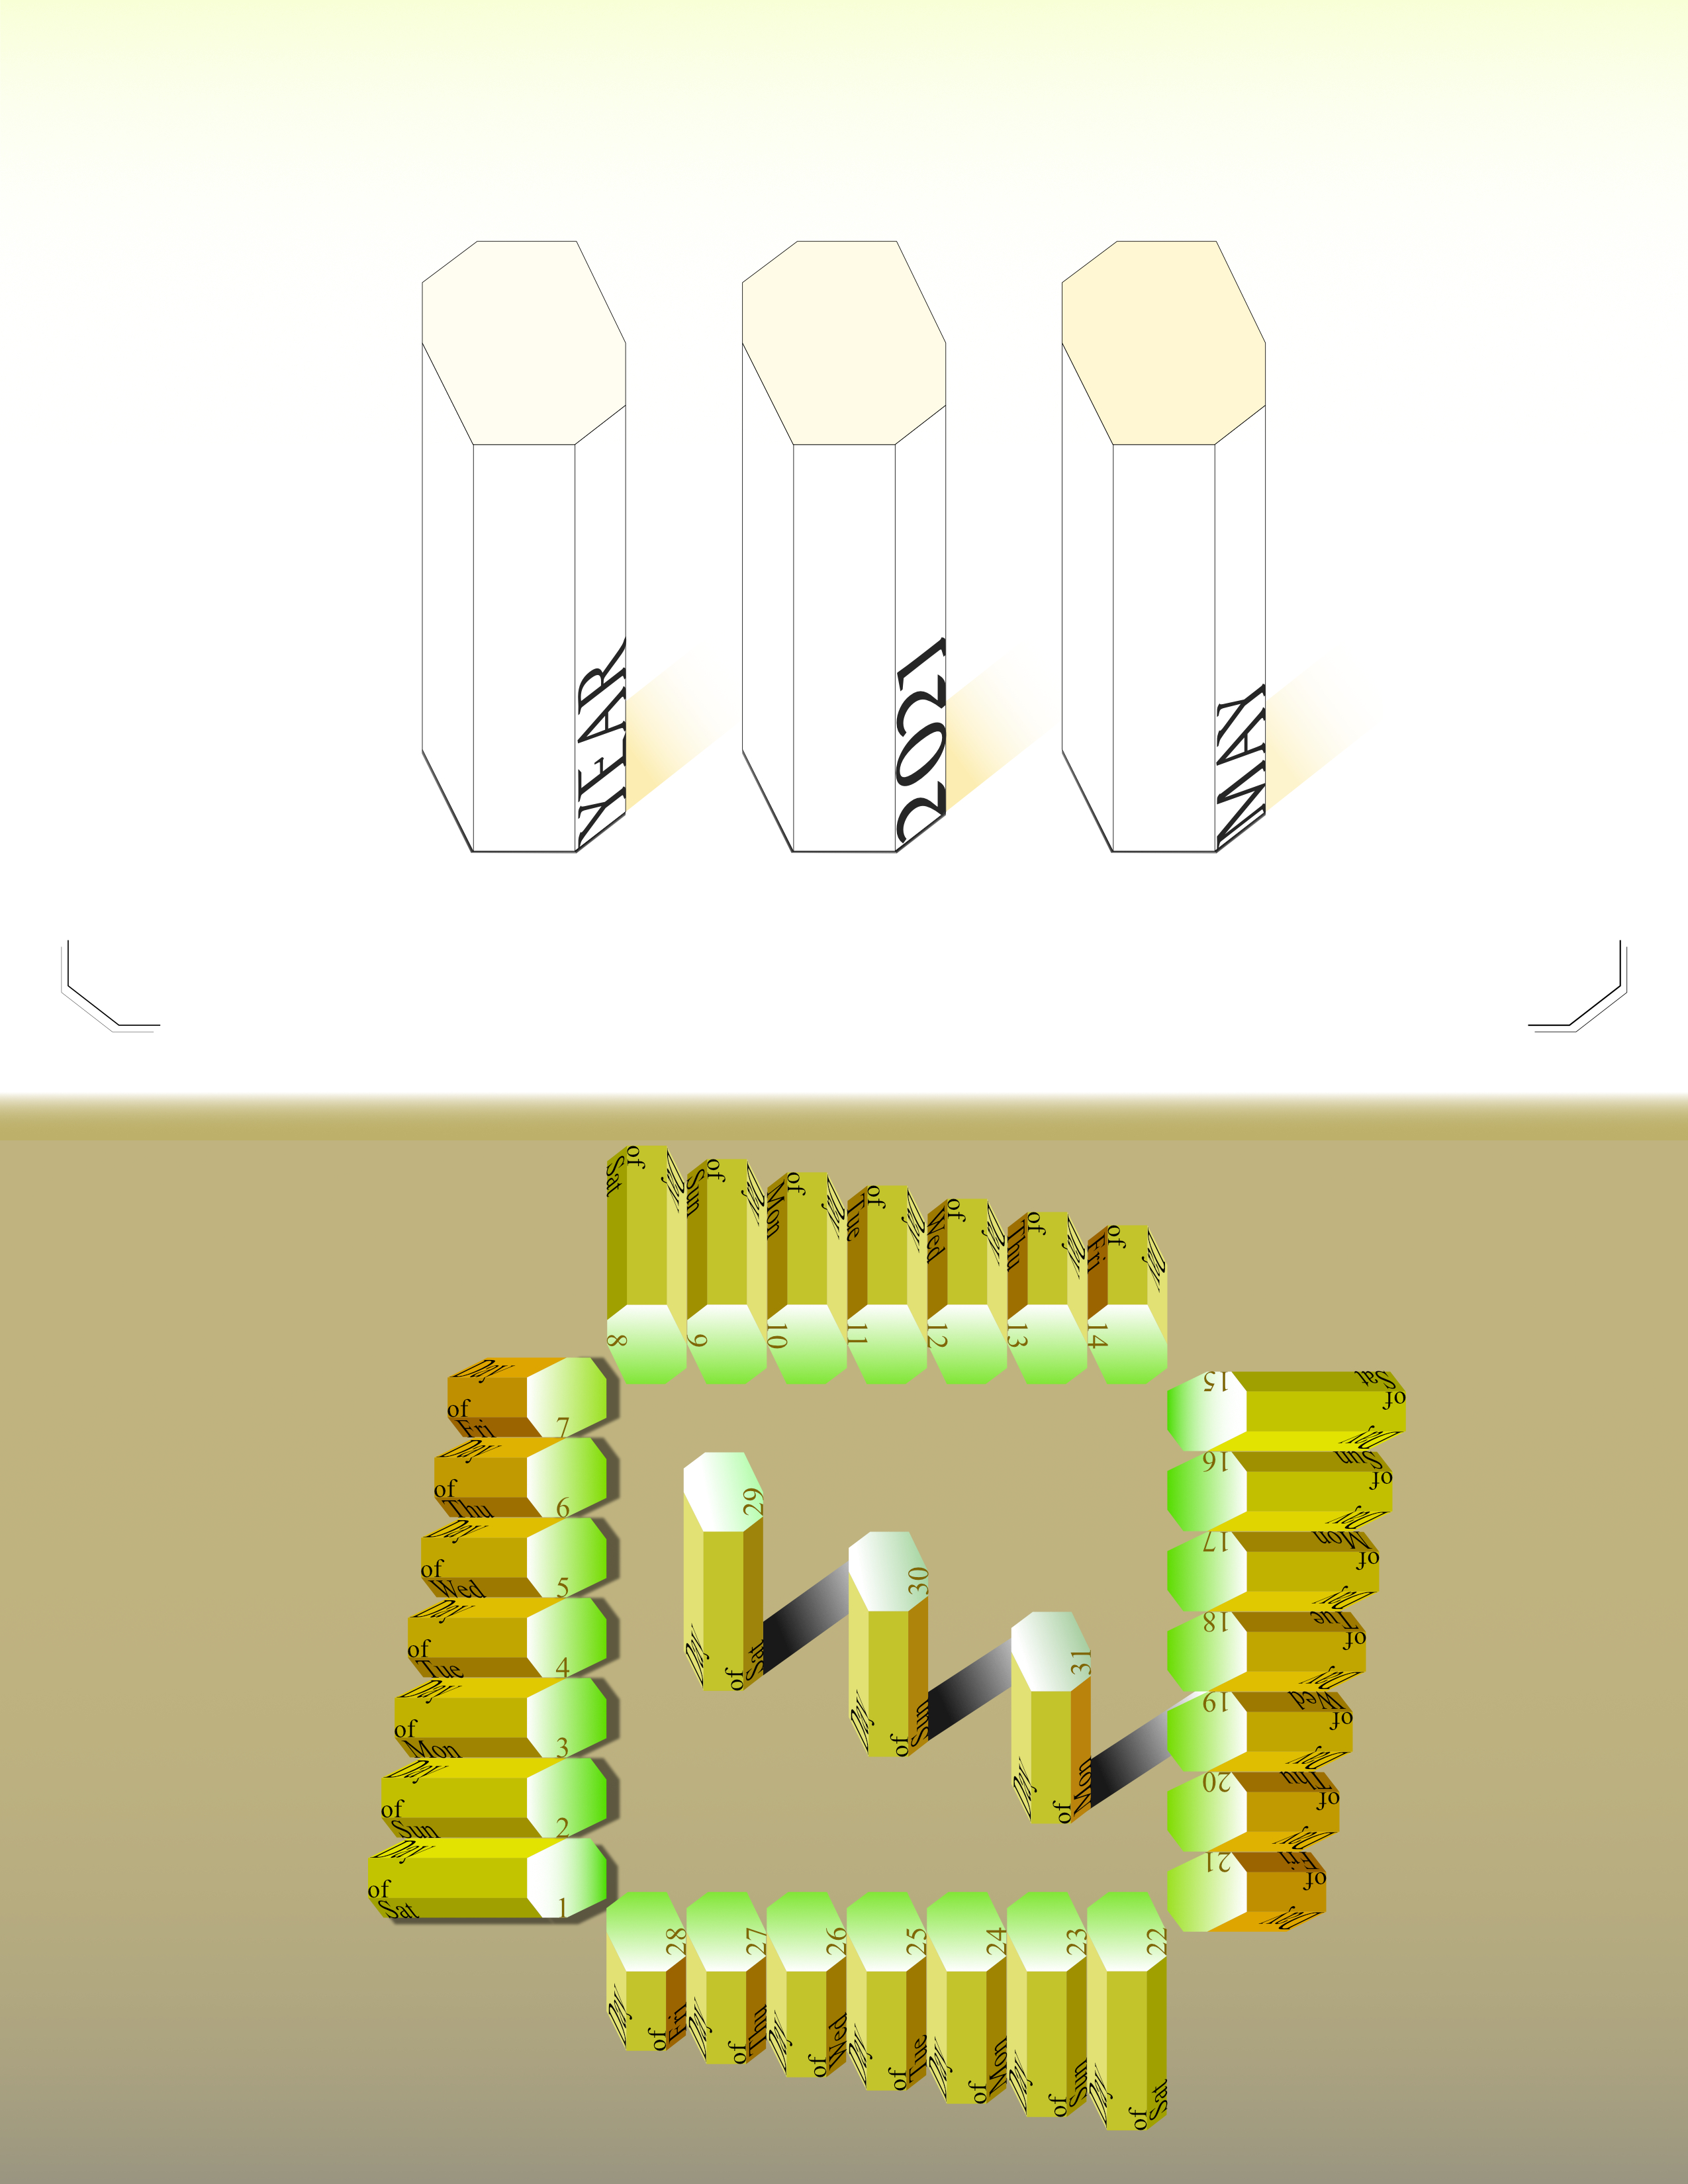 YEAR
2021
MAY
Day of Sat 1
Day of Sun 2
Day of Mon 3
Day of Tue 4
Day of Wed 5
Day of Thu 6
Day of Fri 7
Day of Sat 8
Day of Sun 9
Day of Mon 10
Day of Tue 11
Day of Wed 12
Day of Thu 13
Day of Fri 14
Day of Sat 15
Day of Sun 16
Day of Mon 17
Day of Tue 18
Day of Wed 19
Day of Thu 20
Day of Fri 21
Day of Sat 22
Day of Sun 23
Day of Mon 24
Day of Tue 25
Day of Wed 26
Day of Thu 27
Day of Fri 28
Day of Sat 29
Day of Sun 30
Day of Mon 31